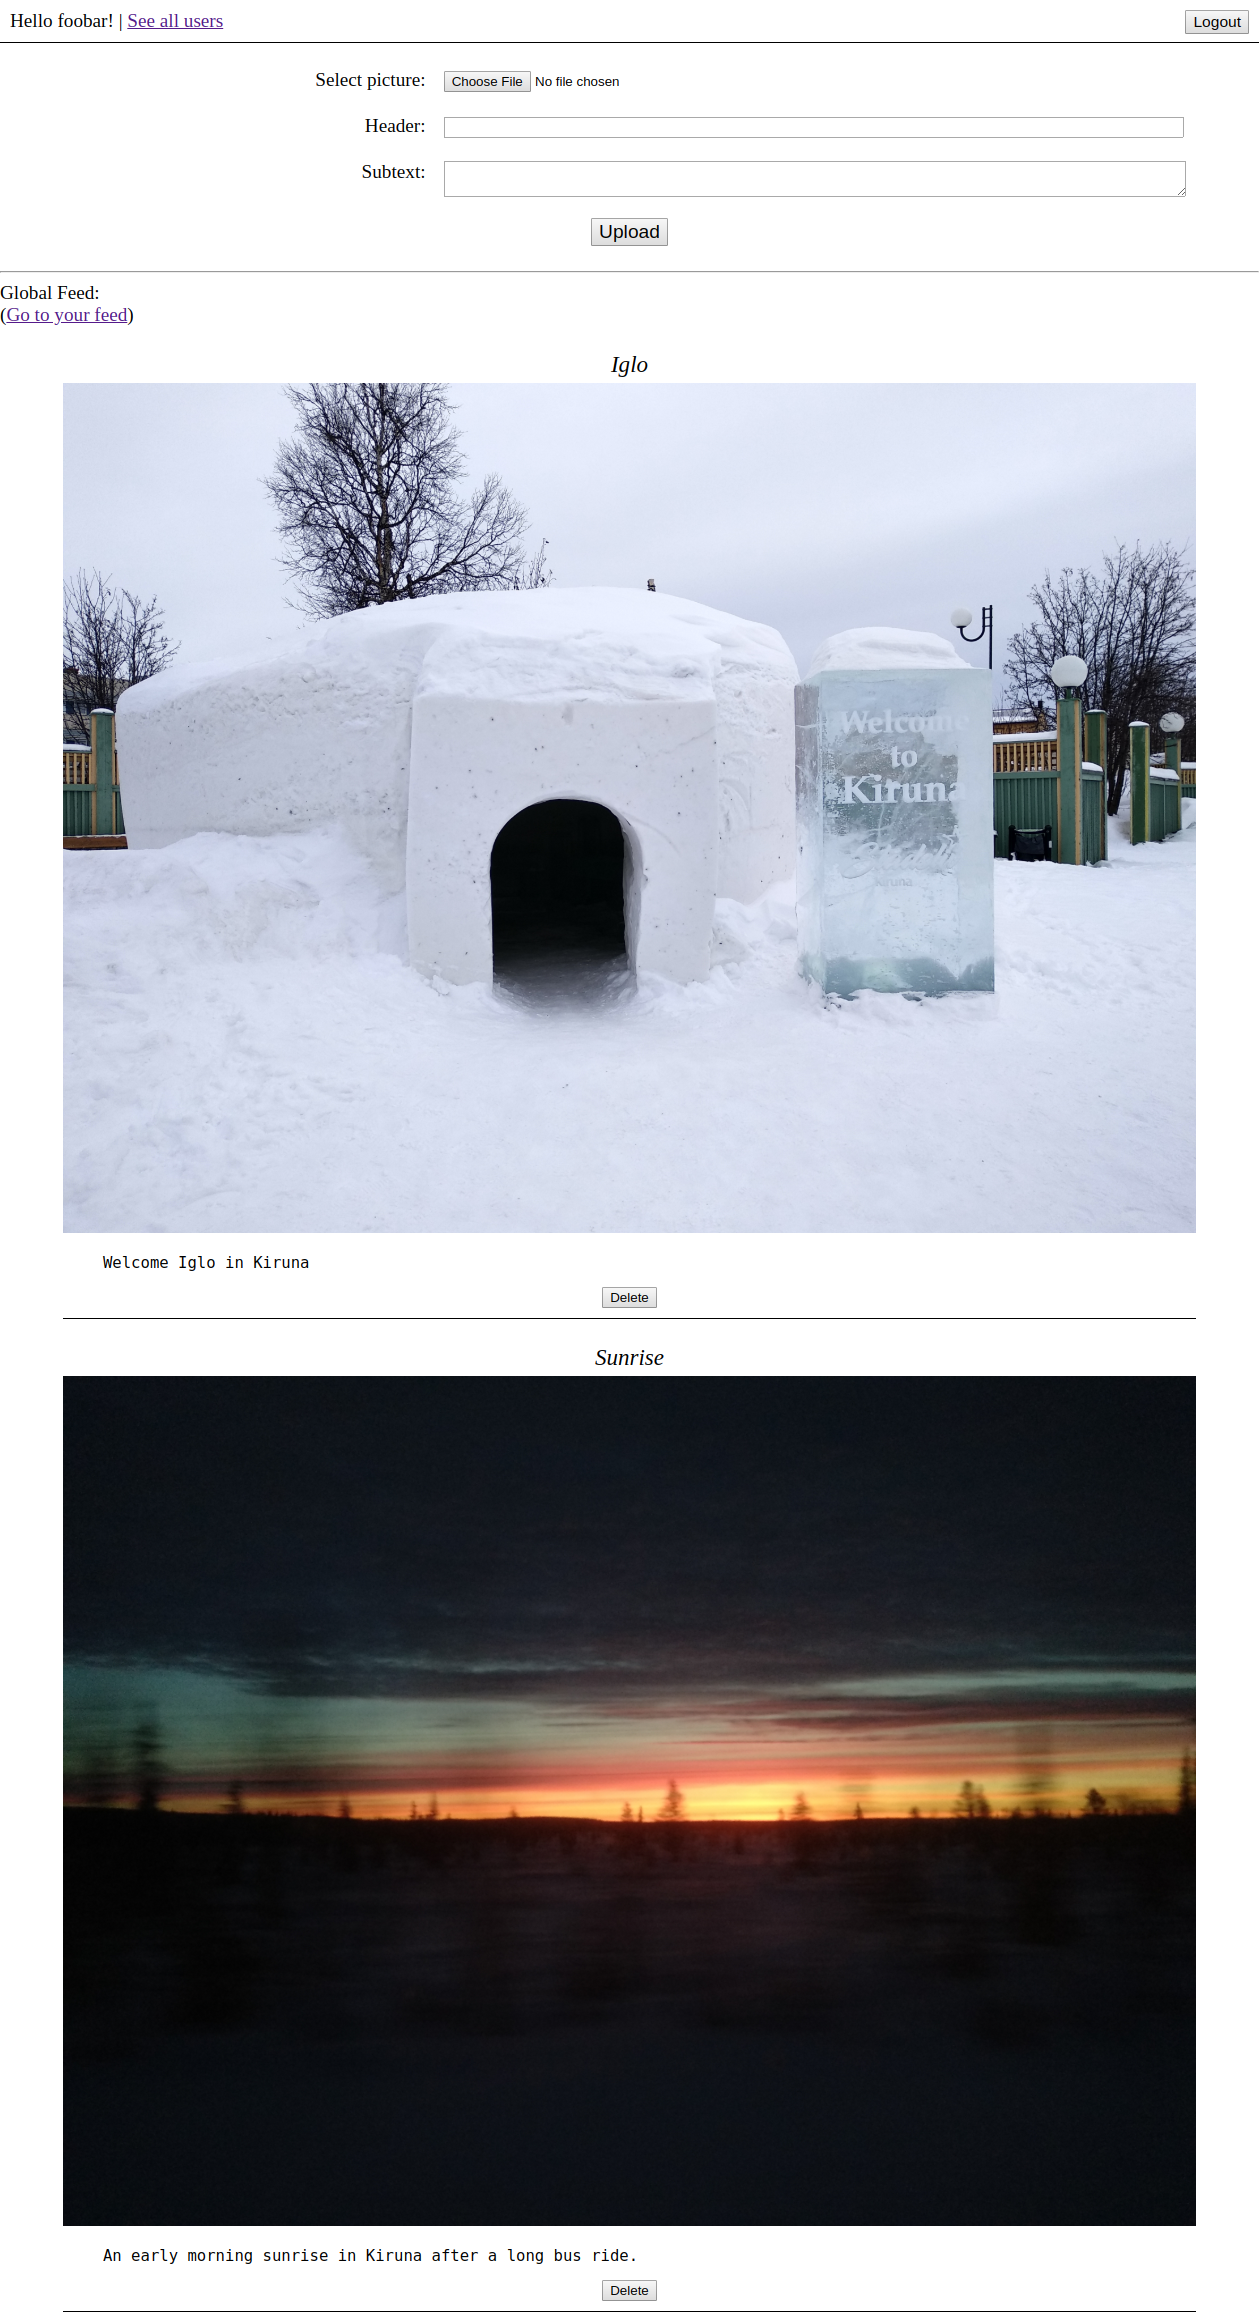 Hello foobar! | See all users
Logout
Select picture:
Choose File No file chosen
Header:
Subtext:
Upload
Global Feed:
(Go to your feed)
Iglo
Welcome
to
Kiruna
kiruna
Welcome Iglo in Kiruna
Delete
Sunrise
An early morning sunrise in Kiruna after a long bus ride.
Delete